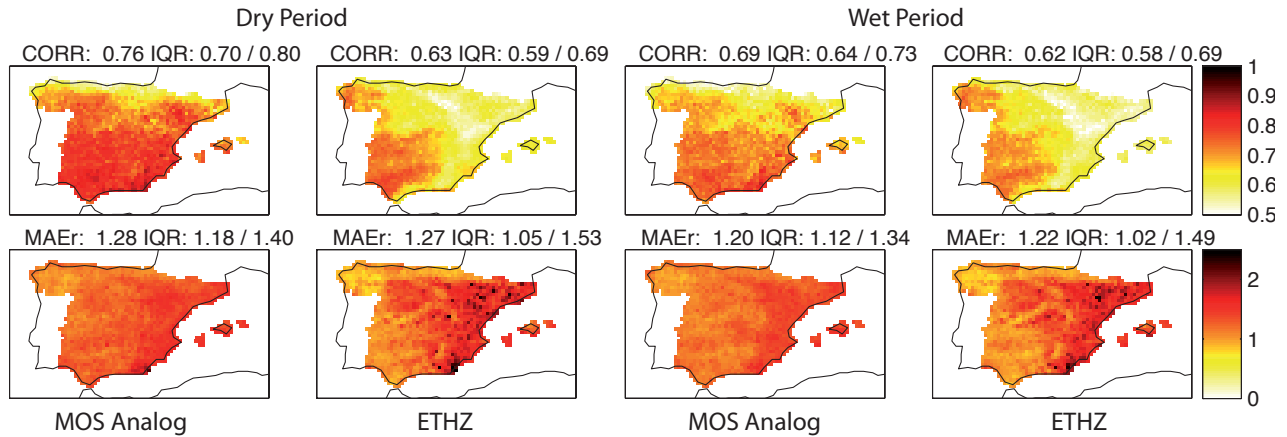 Dry Period
Wet Period
CORR: 0.76 IQR: 0.70 / 0.80
CORR: 0.63 IQR: 0.59 / 0.69
CORR: 0.69 IQR: 0.64 / 0.73
CORR: 0.62 IQR: 0.58 / 0.69
1
0.9
0.8
0.7
0.6
0.5
MAEr: 1.28 IQR: 1.18 / 1.40
MAEr: 1.27 IQR: 1.05 / 1.53
MAEr: 1.20 IQR: 1.12 / 1.34
MAEr: 1.22 IQR: 1.02 / 1.49
2
1
0
MOS Analog
ETHZ
MOS Analog
ETHZ